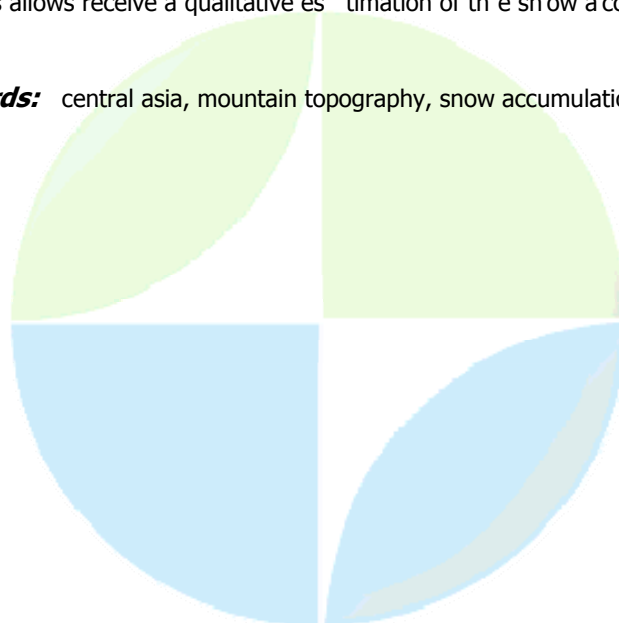 s allows receive a qualitative es timation of th e sn ow a co
rds: central asia, mountain topography, snow accumulatio